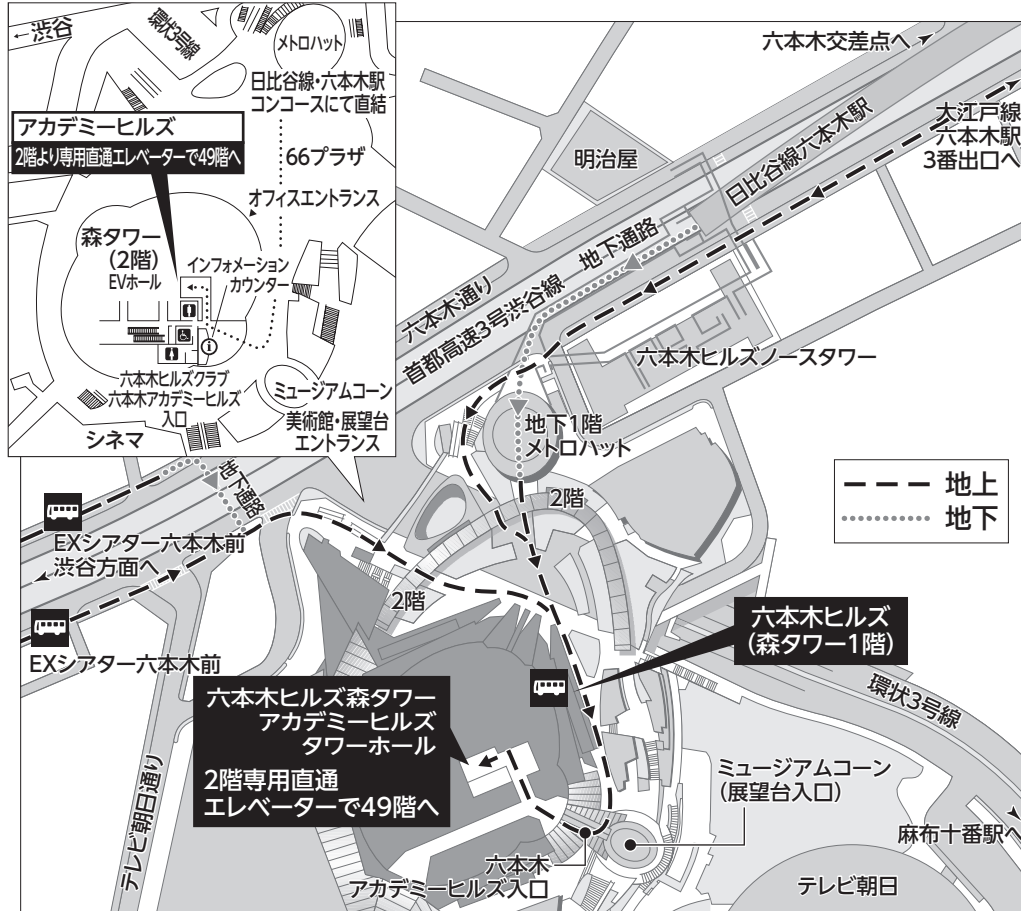 ←渋谷
環状3号線
メトロハット
日比谷線・六本木駅
コンコースにて直結
アカデミーヒルズ
2階より専用直通エレベーターで49階へ
66プラザ
オフィスエントランス
森タワー
(2階)
EVホール
インフォメーション
カウンター
六本木ヒルズクラブ
六本木アカデミーヒルズ
入口
ミュージアムコーン
美術館・展望台
エントランス
シネマ
六本木交差点へ
大江戸線
六本木駅
3番出口へ
明治屋
日比谷線六本木駅
地下通路
六本木通り
首都高速3号渋谷線
六本木ヒルズノースタワー
地下1階
メトロハット
地上
地下
2階
地下通路
EXシアター六本木前
渋谷方面へ
2階
EXシアター六本木前
六本木ヒルズ
(森タワー1階)
環状3号線
六本木ヒルズ森タワー
アカデミーヒルズ
タワーホール
2階専用直通
エレベーターで49階へ
ミュージアムコーン
(展望台入口)
麻布十番駅へ
テレビ朝日通り
六本木
アカデミーヒルズ入口
テレビ朝日